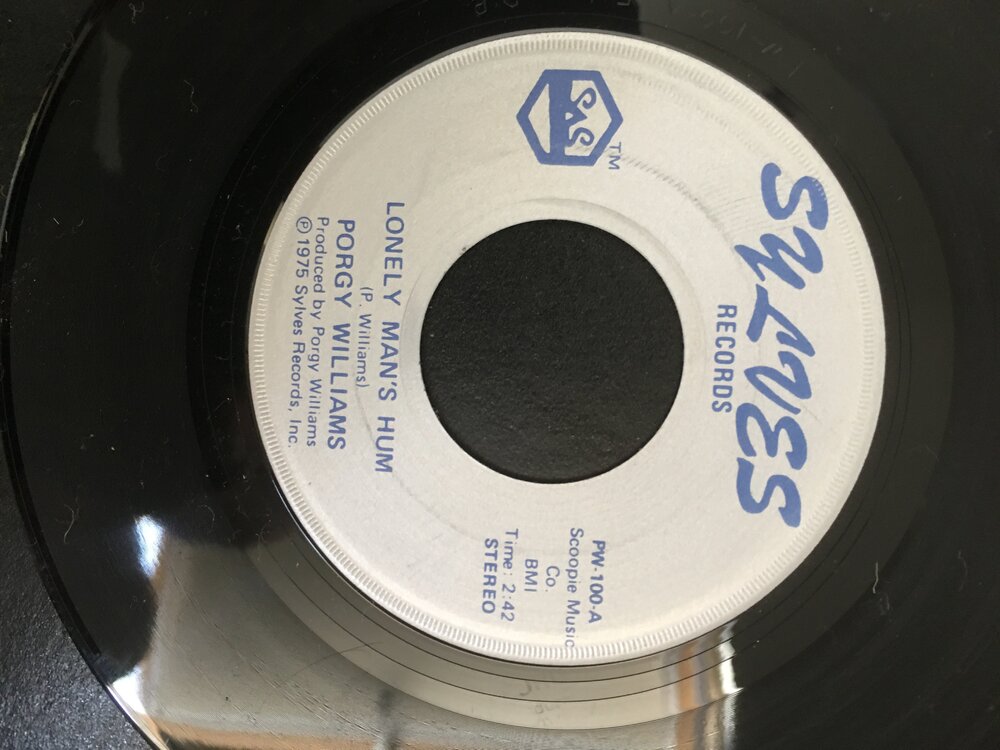 SYLVES
RECORDS
SAS ™
PW-100-A
Scoopie Music
Co.
BMI
Time: 2:42
STEREO
LONELY MAN'S HUM
(P. Williams)
PORGY WILLIAMS
Produced by Porgy Williams
℗ 1975 Sylves Records, Inc.